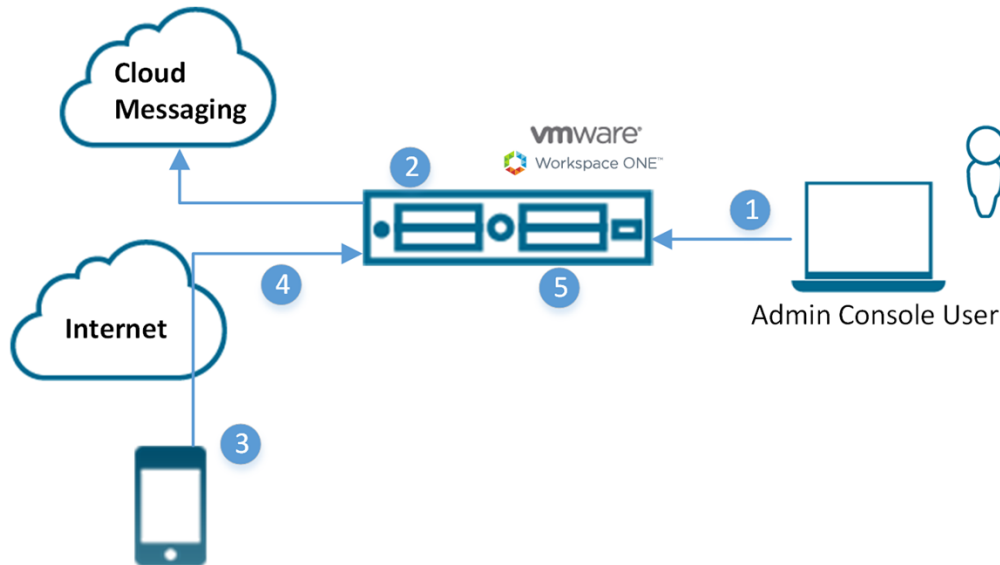 Cloud
Messaging
vmware®
Workspace ONE™
2
1
4
5
Internet
Admin Console User
3